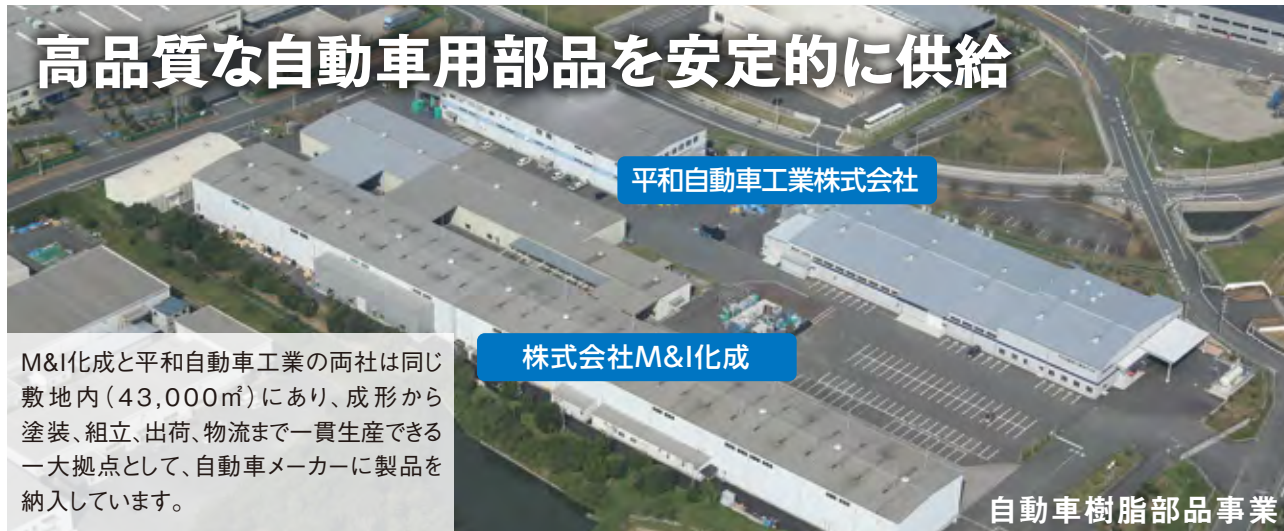 高品質な自動車用部品を安定的に供給
平和自動車工業株式会社
株式会社M&I化成
M&I化成と平和自動車工業の両社は同じ
敷地内(43,000㎡)にあり、成形から
塗装、組立、出荷、物流まで一貫生産できる
一大拠点として、自動車メーカーに製品を
納入しています。
自動車樹脂部品事業